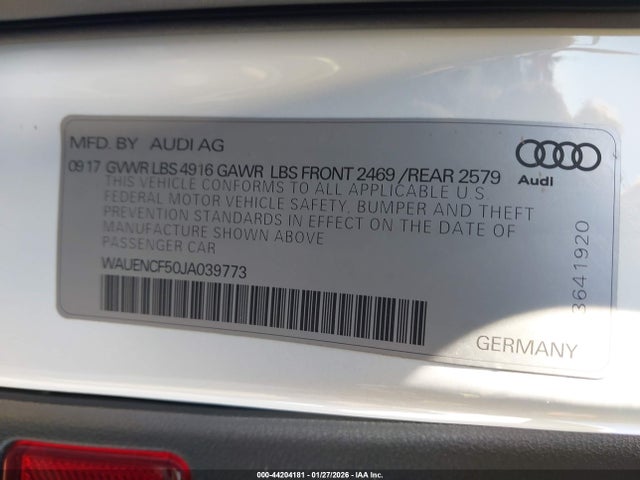 MFD. BY AUDI AG
09 17 GVWR LBS 4916 GAWR LBS FRONT 2469 /REAR 2579
Audi
THIS VEHICLE CONFORMS TO ALL APPLICABLE U.S
FEDERAL MOTOR VEHICLE SAFETY, BUMPER AND THEFT
PREVENTION STANDARDS IN EFFECT ON THE DATE OF
MANUFACTURE SHOWN ABOVE
PASSENGER CAR
WAUENCF50JA039773
3641920
GERMANY
000-44204181 - 01/27/2026 - IAA Inc.